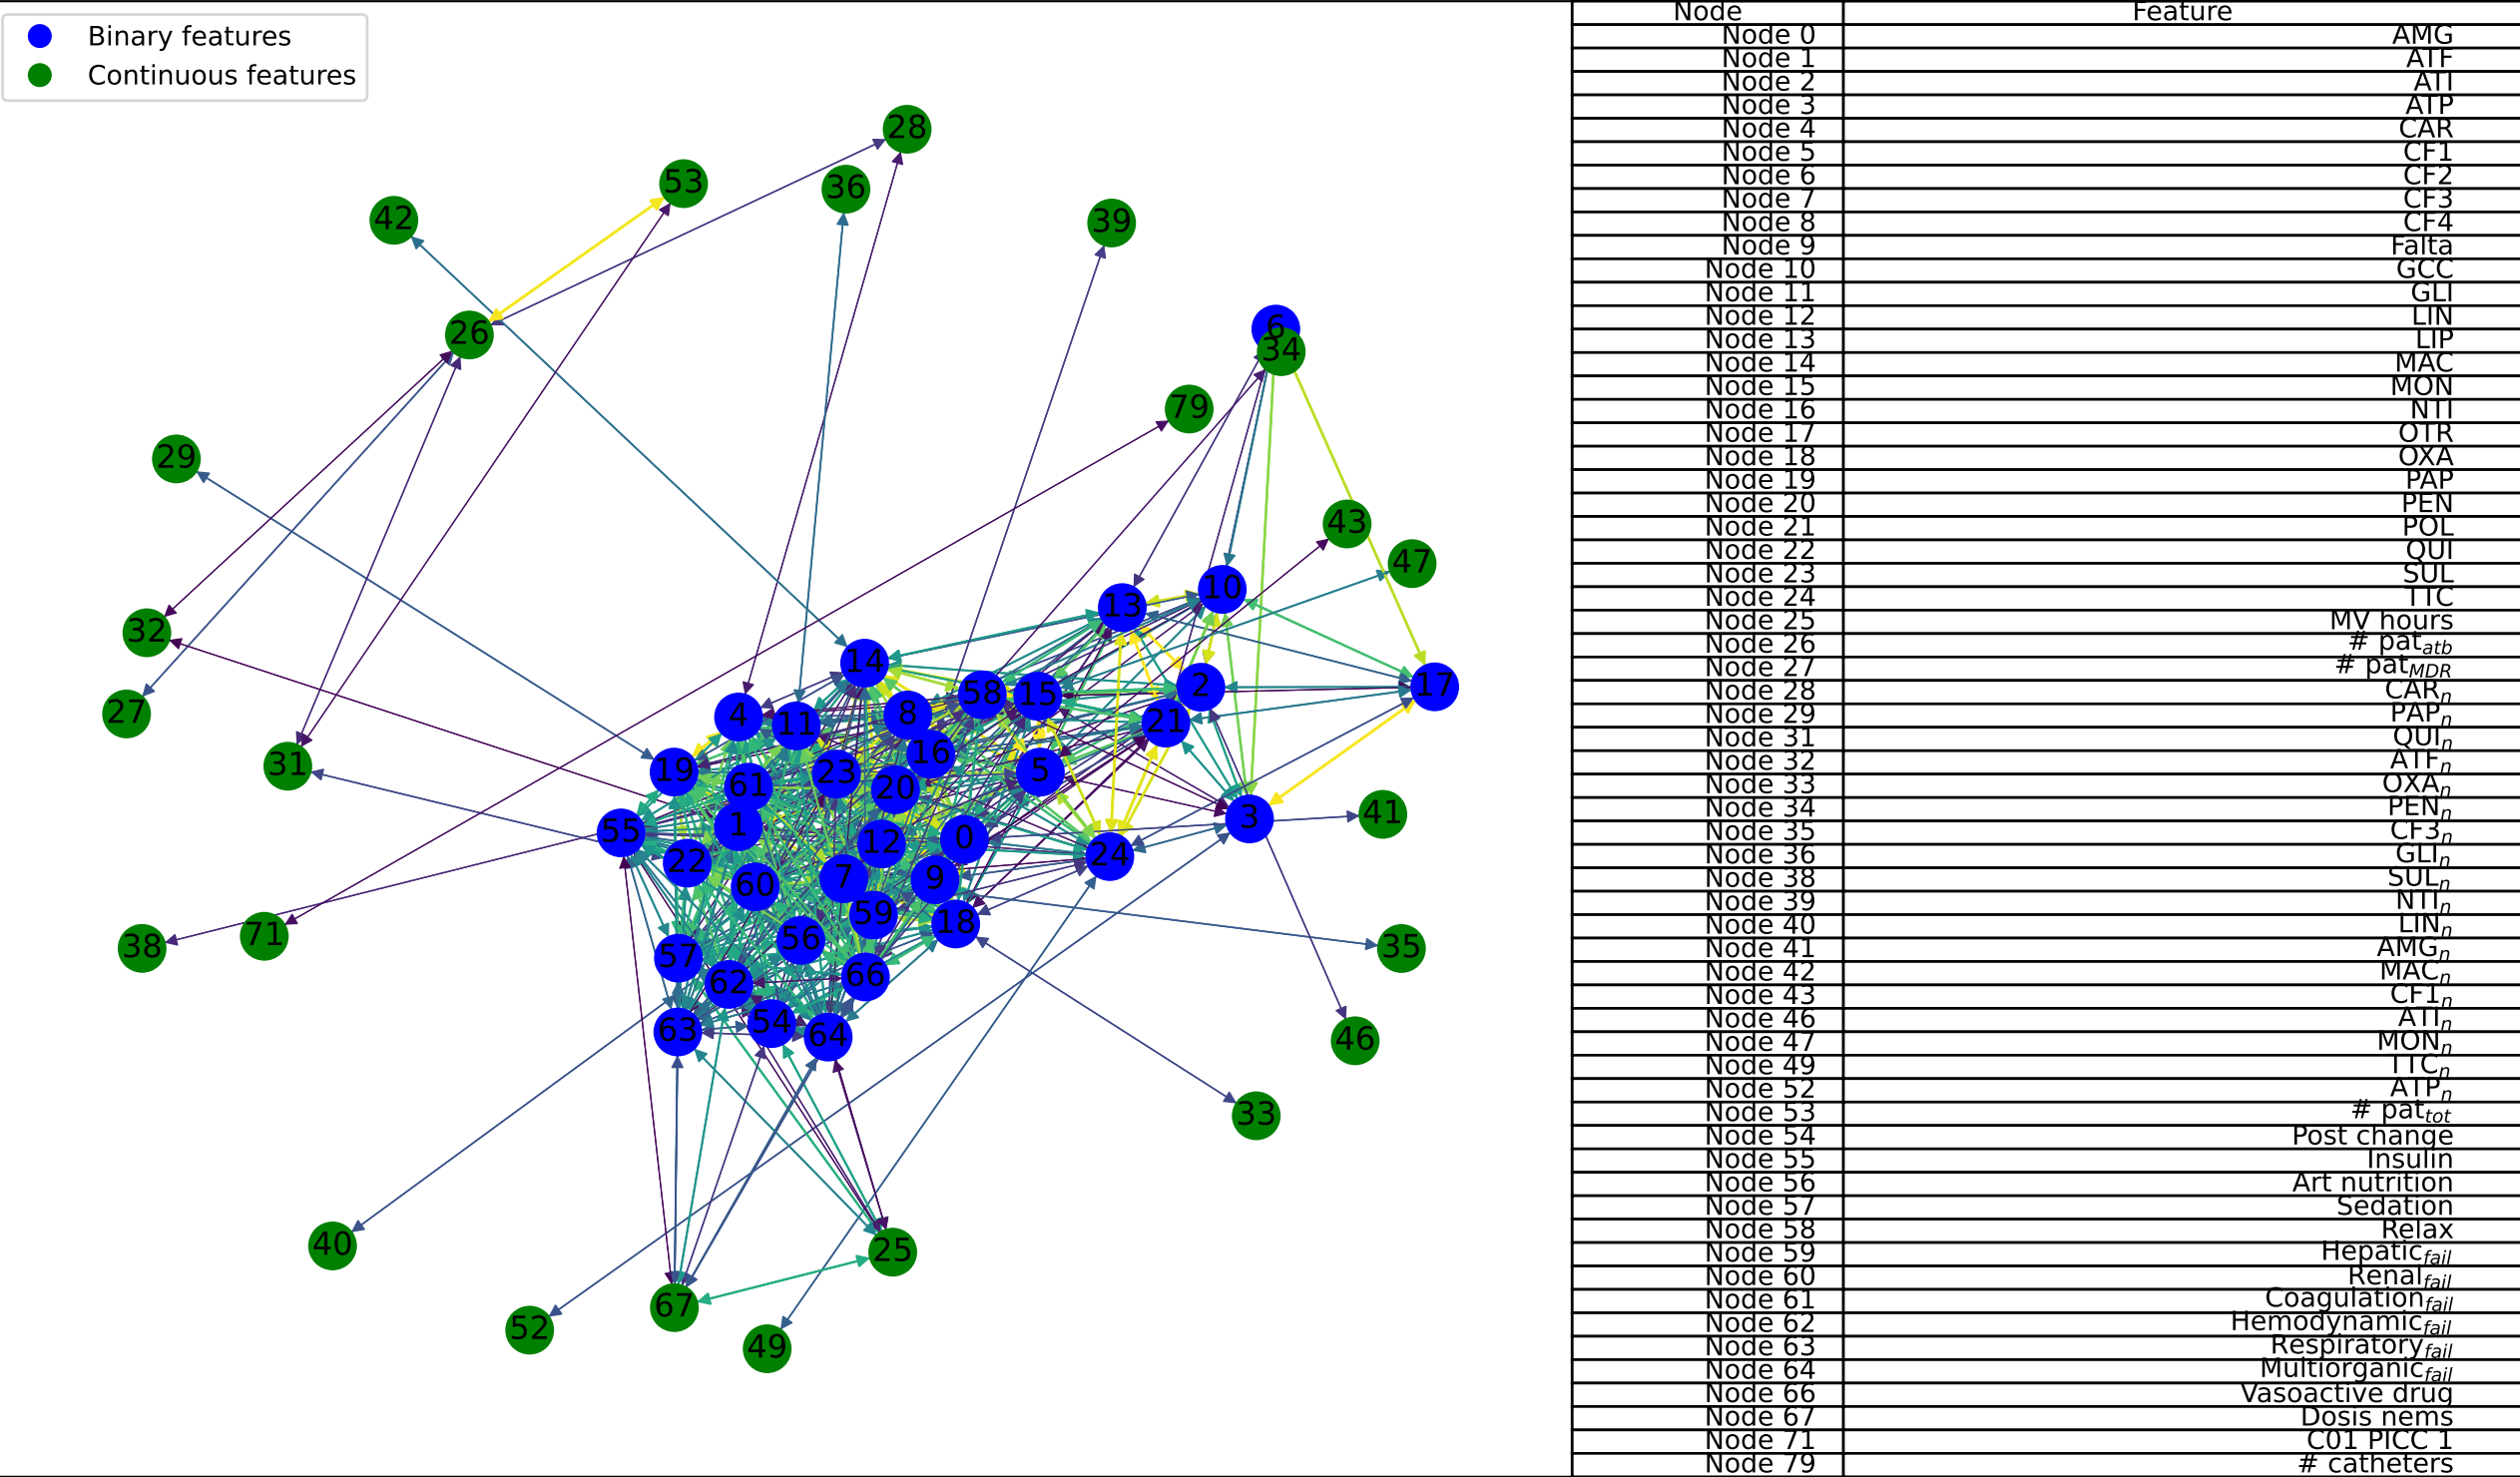 Binary features
Continuous features
28
53
36
42
39
6
26
34
79
29
43
47
10
13
32
14
2
17
58
15
27
4
8
11
21
16
31
19
23
5
61
20
41
3
1
55
0
12
24
22
7
9
60
59
18
71
56
38
35
57
66
62
54
63
64
46
33
40
25
67
52
49
Node Feature
Node 0 AMG
Node 1 ATF
Node 2 ATI
Node 3 ATP
Node 4 CAR
Node 5 CF1
Node 6 CF2
Node 7 CF3
Node 8 CF4
Node 9 Falta
Node 10 GCC
Node 11 GLI
Node 12 LIN
Node 13 LIP
Node 14 MAC
Node 15 MON
Node 16 NTI
Node 17 OTR
Node 18 OXA
Node 19 PAP
Node 20 PEN
Node 21 POL
Node 22 QUI
Node 23 SUL
Node 24 TTC
Node 25 MV hours
Node 26 # pat_atb
Node 27 # pat_MDR
Node 28 CAR_n
Node 29 PAP_n
Node 31 QUI_n
Node 32 ATF_n
Node 33 OXA_n
Node 34 PEN_n
Node 35 CF3_n
Node 36 GLI_n
Node 38 SUL_n
Node 39 NTI_n
Node 40 LIN_n
Node 41 AMG_n
Node 42 MAC_n
Node 43 CF1_n
Node 46 ATI_n
Node 47 MON_n
Node 49 TTC_n
Node 52 ATP_n
Node 53 # pat_tot
Node 54 Post change
Node 55 Insulin
Node 56 Art nutrition
Node 57 Sedation
Node 58 Relax
Node 59 Hepatic_fail
Node 60 Renal_fail
Node 61 Coagulation_fail
Node 62 Hemodynamic_fail
Node 63 Respiratory_fail
Node 64 Multiorganic_fail
Node 66 Vasoactive drug
Node 67 Dosis nems
Node 71 C01 PICC 1
Node 79 # catheters